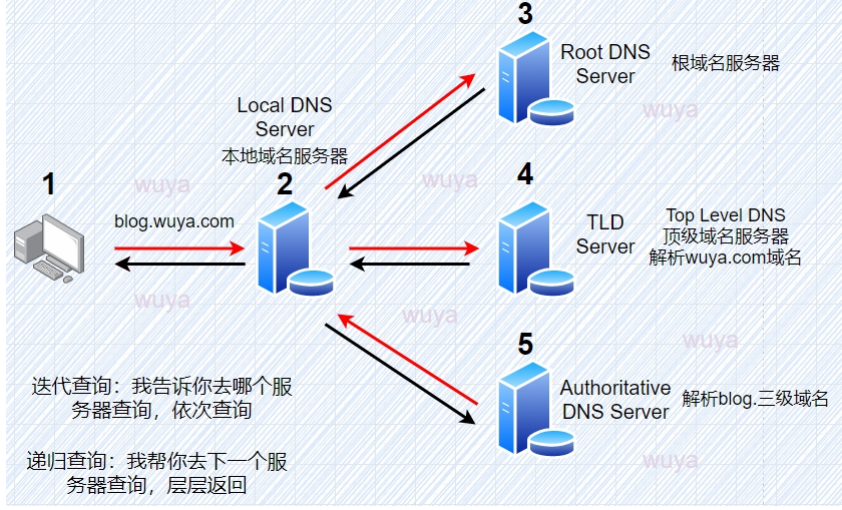 3
Root DNS
Server
根域名服务器
wuya
Local DNS
Server
本地域名服务器
1
wuya
2
wuya
4
blog.wuya.com
TLD
Server
Top Level DNS
顶级域名服务器
解析wuya.com域名
wuya
wuya
wuya
5
迭代查询：我告诉你去哪个服
务器查询，依次查询
Authoritative
DNS Server
解析blog.三级域名
递归查询：我帮你去下一个服
务器查询，层层返回
wuya